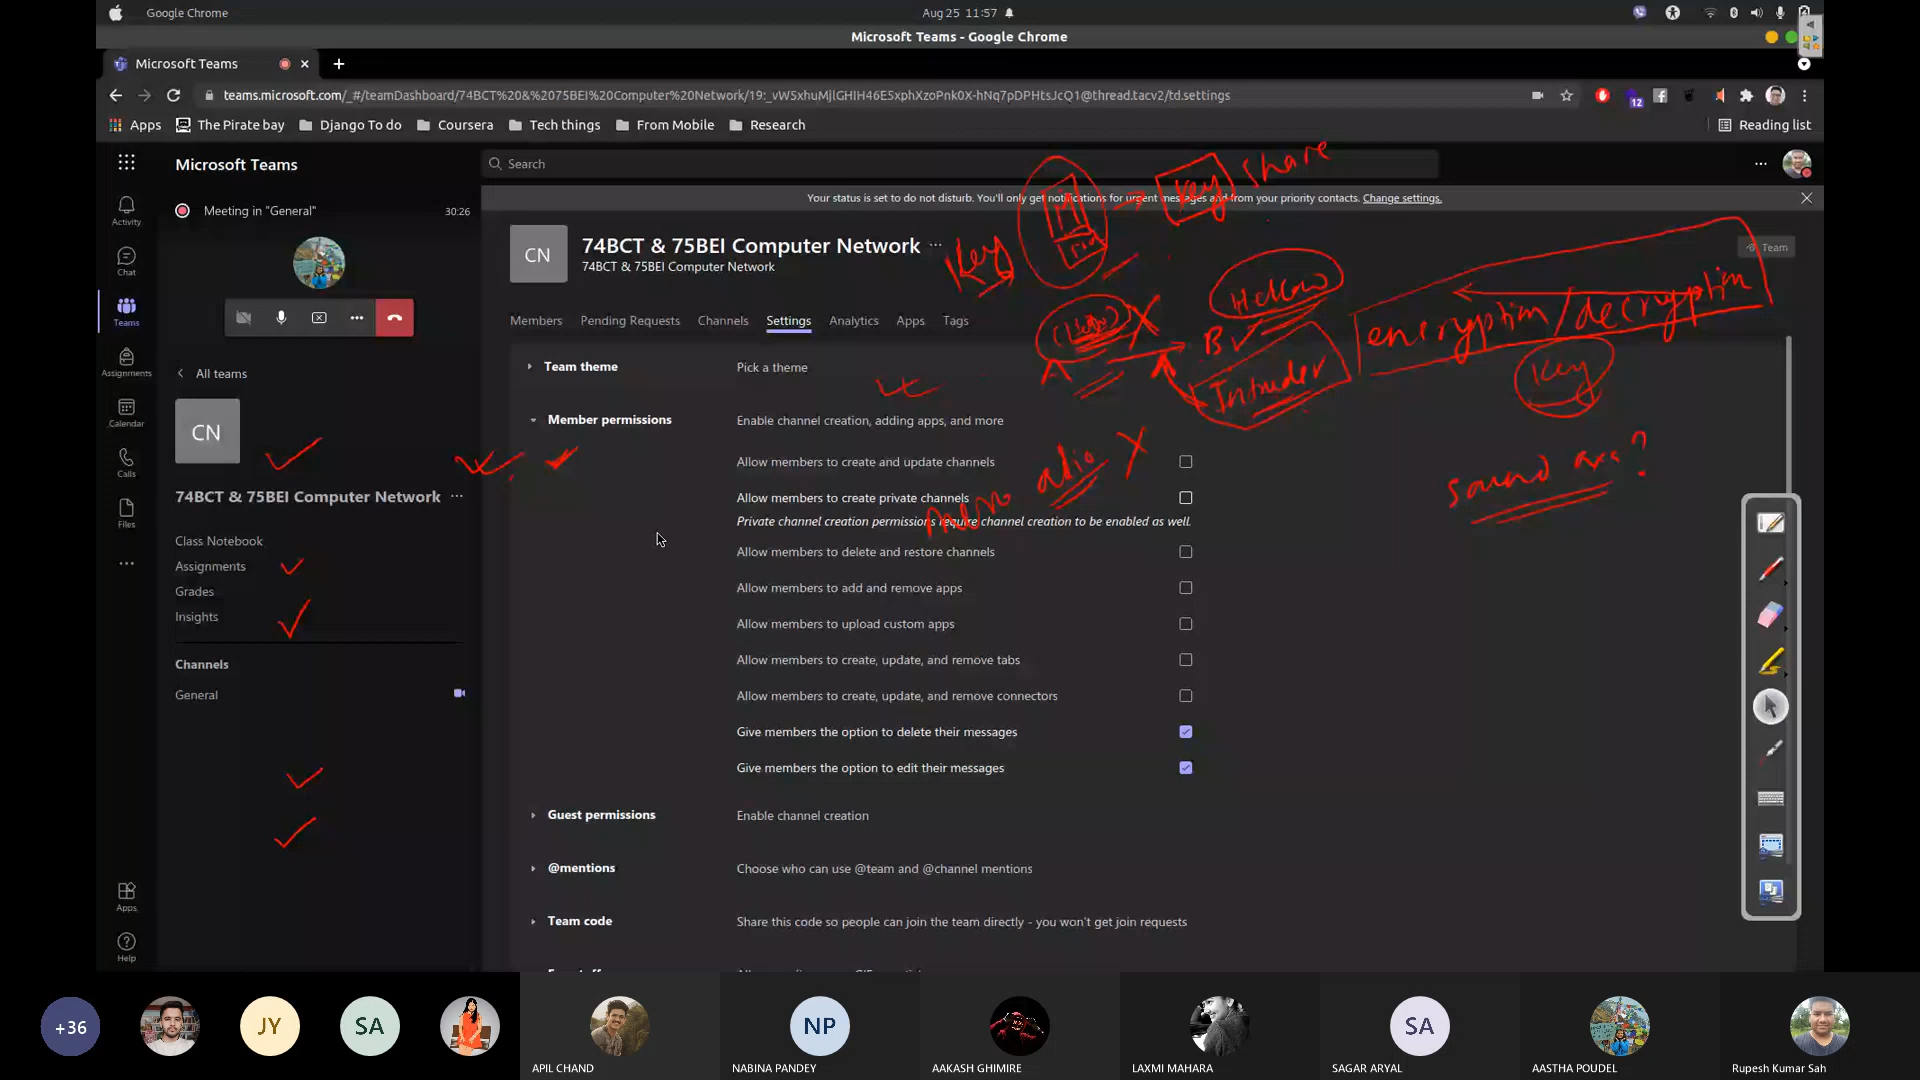 Google Chrome
Aug 25 11:57
Microsoft Teams - Google Chrome
Microsoft Teams
teams.microsoft.com/_#/teamDashboard/74BCT%20&%2075BEI%20Computer%20Network/19:_vWSxhuMjlGHIH46E5xphXzoPnk0X-hNq7pDPHtsJcQ1@thread.tacv2/td.settings
12
Apps
The Pirate bay
Django To do
Coursera
Tech things
From Mobile
Research
Reading list
Microsoft Teams
Search
Key share
Your status is set to do not disturb. You'll only get notifications for urgent messages and from your priority contacts. Change settings.
Meeting in "General"
30:26
Activity
Chat
Teams
Assignments
Calendar
Calls
Files
Apps
Help
All teams
CN
74BCT & 75BEI Computer Network
Class Notebook
Assignments
Grades
Insights
Channels
General
CN
74BCT & 75BEI Computer Network
74BCT & 75BEI Computer Network
Team
Members
Pending Requests
Channels
Settings
Analytics
Apps
Tags
M
Key
Hellow
A
B
Intruder
encryption/decryption
Key
sound
?
Team theme
Pick a theme
Member permissions
Enable channel creation, adding apps, and more
Allow members to create and update channels
Allow members to create private channels
Private channel creation permissions require channel creation to be enabled as well.
Allow members to delete and restore channels
Allow members to add and remove apps
Allow members to upload custom apps
Allow members to create, update, and remove tabs
Allow members to create, update, and remove connectors
Give members the option to delete their messages
Give members the option to edit their messages
Guest permissions
Enable channel creation
@mentions
Choose who can use @team and @channel mentions
Team code
Share this code so people can join the team directly - you won't get join requests
+36
JY
SA
NP
SA
APIL CHAND
NABINA PANDEY
AAKASH GHIMIRE
LAXMI MAHARA
SAGAR ARYAL
AASTHA POUDEL
Rupesh Kumar Sah